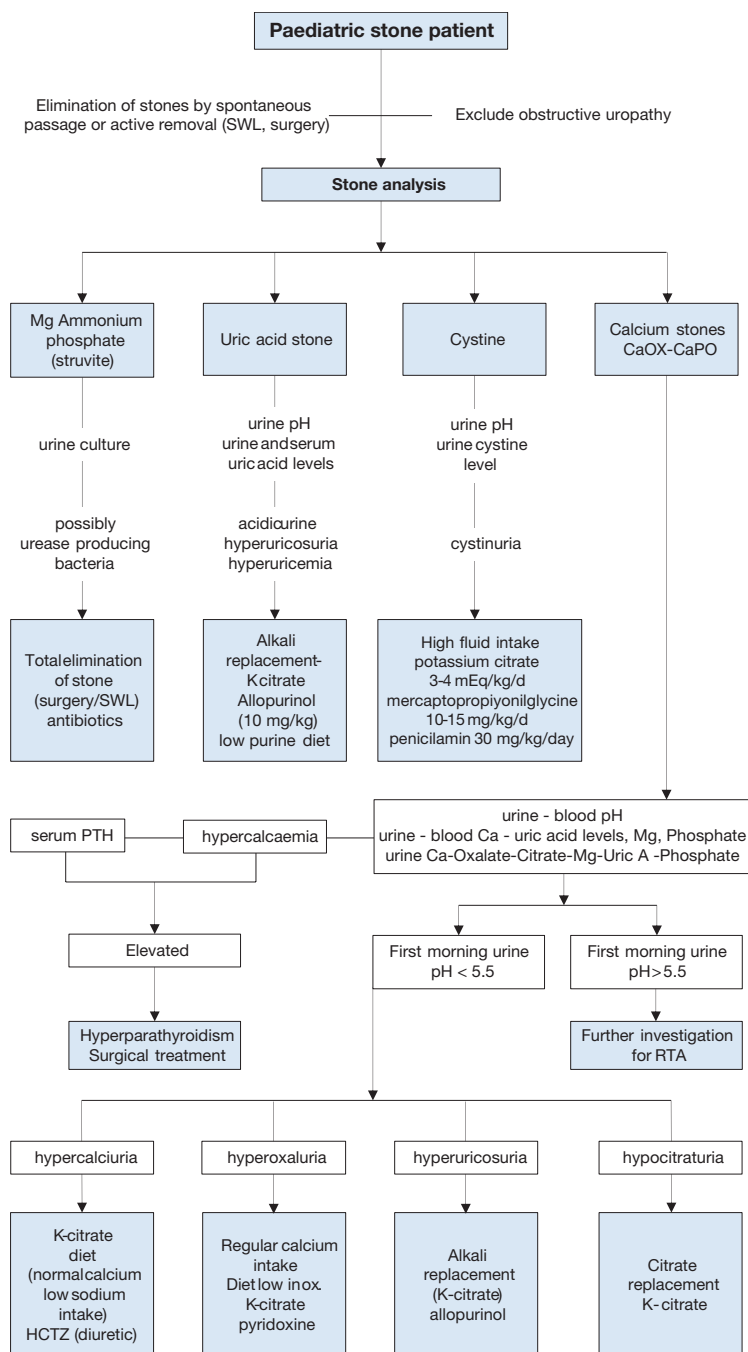 Paediatric stone patient
Elimination of stones by spontaneous
passage or active removal (SWL, surgery)
Exclude obstructive uropathy
Stone analysis
Mg Ammonium
phosphate
(struvite)
Uric acid stone
Cystine
Calcium stones
CaOX-CaPO
urine culture
urine pH
urine and serum
uric acid levels
urine pH
urine cystine
level
possibly
urease producing
bacteria
acidic urine
hyperuricosuria
hyperuricemia
cystinuria
Total elimination
of stone
(surgery/SWL)
antibiotics
Alkali
replacement-
K citrate
Allopurinol
(10 mg/kg)
low purine diet
High fluid intake
potassium citrate
3-4 mEq/kg/d
mercaptopropiyonilglycine
10-15 mg/kg/d
penicilamin 30 mg/kg/day
serum PTH
hypercalcaemia
urine - blood pH
urine - blood Ca - uric acid levels, Mg, Phosphate
urine Ca-Oxalate-Citrate-Mg-Uric A -Phosphate
Elevated
First morning urine
pH < 5.5
First morning urine
pH>5.5
Hyperparathyroidism
Surgical treatment
Further investigation
for RTA
hypercalciuria
hyperoxaluria
hyperuricosuria
hypocitraturia
K-citrate
diet
(normal calcium
low sodium
intake)
HCTZ (diuretic)
Regular calcium
intake
Diet low in ox.
K-citrate
pyridoxine
Alkali
replacement
(K-citrate)
allopurinol
Citrate
replacement
K-citrate